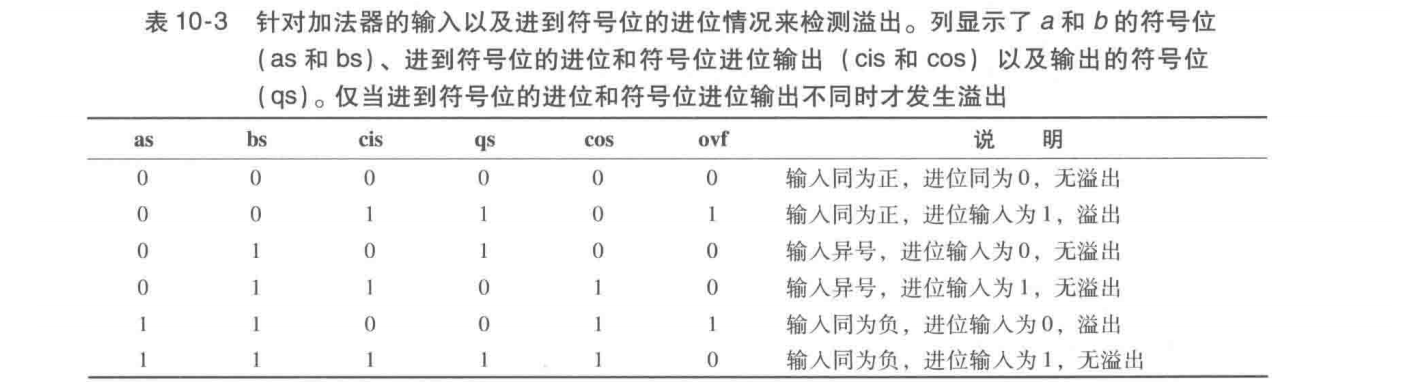 表 10-3 针对加法器的输入以及进到符号位的进位情况来检测溢出。列显示了 a 和 b 的符号位
(as 和 bs)、进到符号位的进位和符号位进位输出 (cis 和 cos) 以及输出的符号位
(qs)。仅当进到符号位的进位和符号位进位输出不同时才发生溢出
as bs cis qs cos ovf 说 明
0 0 0 0 0 0 输入同为正，进位同为0，无溢出
0 0 1 1 0 1 输入同为正，进位输入为1，溢出
0 1 0 1 0 0 输入异号，进位输入为0，无溢出
0 1 1 0 1 0 输入异号，进位输入为1，无溢出
1 1 0 0 1 1 输入同为负，进位输入为0，溢出
1 1 1 1 1 0 输入同为负，进位输入为1，无溢出